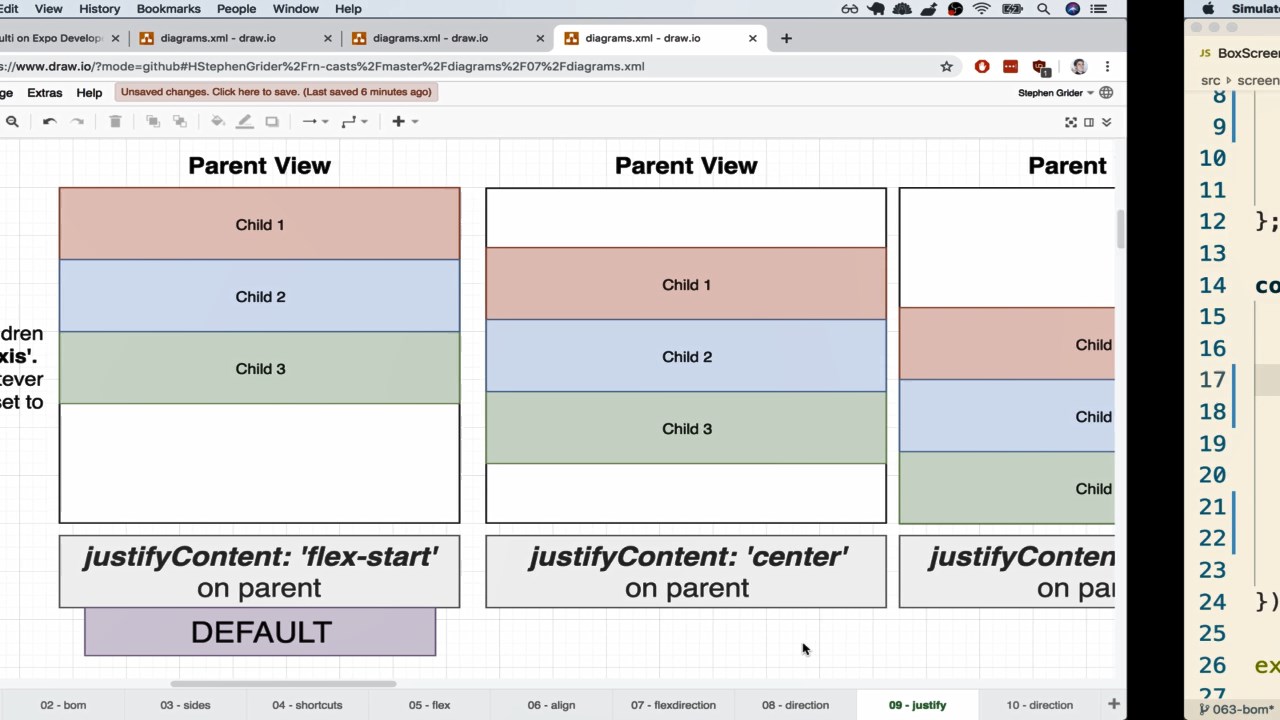 Edit View History Bookmarks People Window Help
Simulato
ulti on Expo Develop
diagrams.xml - draw.io
diagrams.xml - draw.io
diagrams.xml - draw.io
s://www.draw.io/?mode=github#HStephenGrider%2Frn-casts%2Fmaster%2Fdiagrams%2F07%2Fdiagrams.xml
JS BoxScreen
ge Extras Help Unsaved changes. Click here to save. (Last saved 6 minutes ago) Stephen Grider
src screen
Parent View
Parent View
Parent
Child 1
Child 2
Child 3
Child 1
Child 2
Child 3
Child
Child
Child
dren
xis'.
tever
set to
justifyContent: 'flex-start'
on parent
DEFAULT
justifyContent: 'center'
on parent
justifyConten
on par
02 - bom
03 - sides
04 - shortcuts
05 - flex
06 - align
07 - flexdirection
08 - direction
09 - justify
10 - direction
8
9
10
11
12 };
13
14 co
15
16
17
18
19
20
21
22
23
24 })
25
26 ex
27
063-bom*